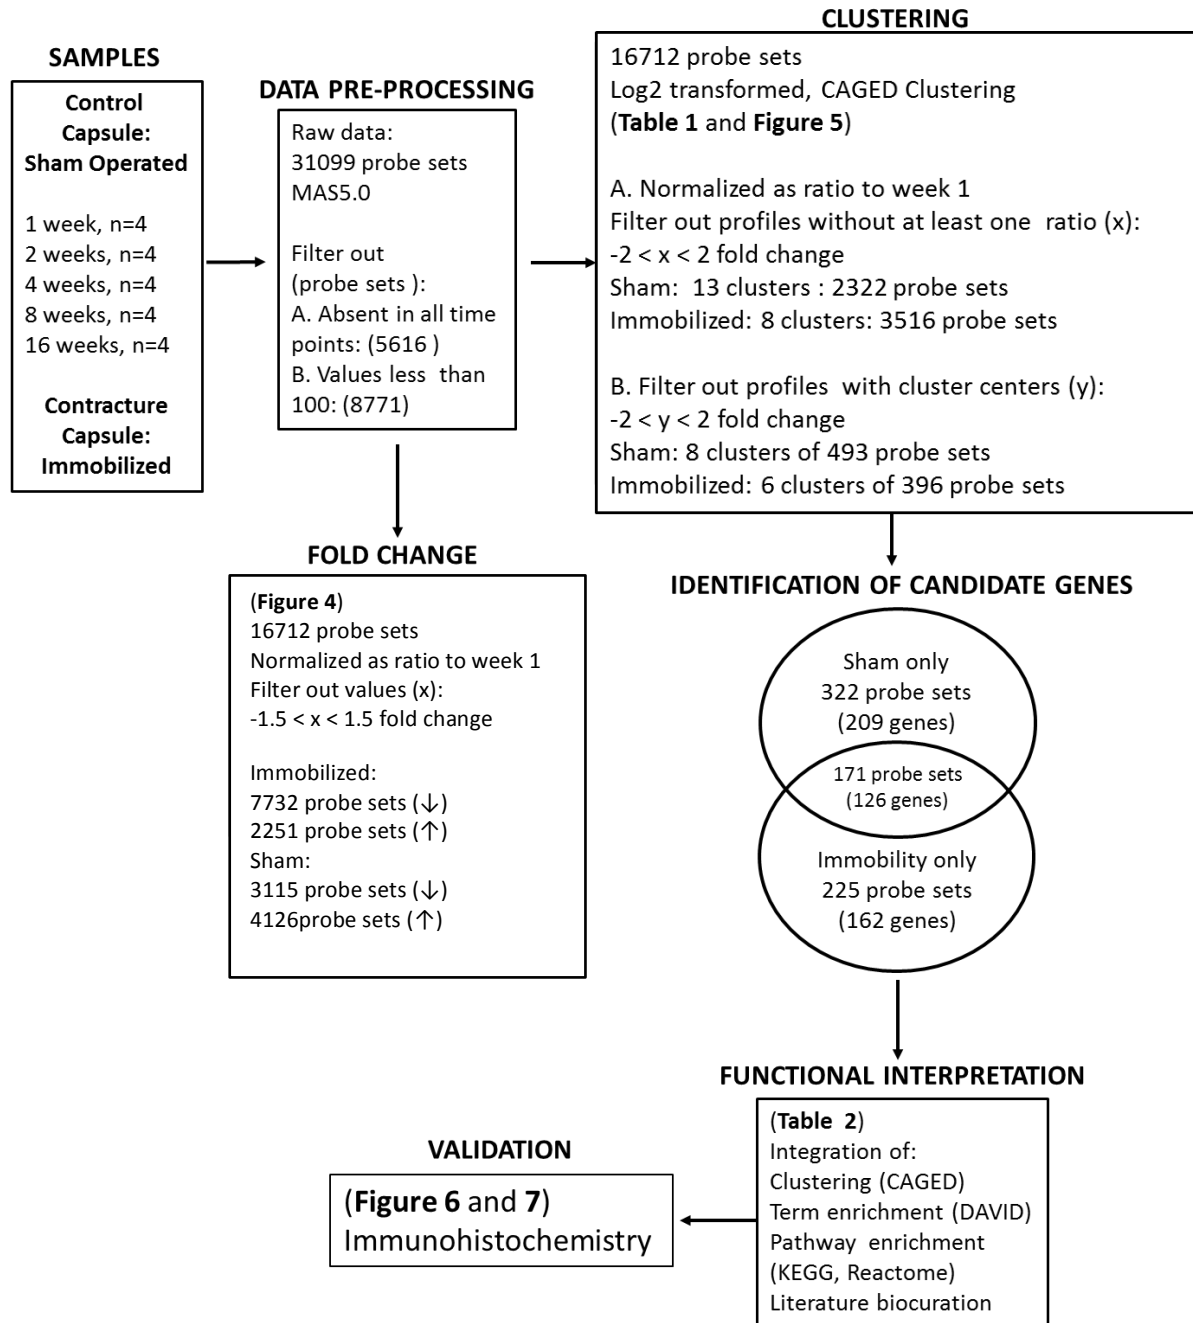 SAMPLES
Control
Capsule:
Sham Operated
1 week, n=4
2 weeks, n=4
4 weeks, n=4
8 weeks, n=4
16 weeks, n=4
Contracture
Capsule:
Immobilized
DATA PRE-PROCESSING
Raw data:
31099 probe sets
MAS5.0
Filter out
(probe sets ):
A. Absent in all time
points: (5616 )
B. Values less than
100: (8771)
CLUSTERING
16712 probe sets
Log2 transformed, CAGED Clustering
(Table 1 and Figure 5)
A. Normalized as ratio to week 1
Filter out profiles without at least one ratio (x):
-2 < x < 2 fold change
Sham: 13 clusters : 2322 probe sets
Immobilized: 8 clusters: 3516 probe sets
B. Filter out profiles with cluster centers (y):
-2 < y < 2 fold change
Sham: 8 clusters of 493 probe sets
Immobilized: 6 clusters of 396 probe sets
FOLD CHANGE
(Figure 4)
16712 probe sets
Normalized as ratio to week 1
Filter out values (x):
-1.5 < x < 1.5 fold change
Immobilized:
7732 probe sets (↓)
2251 probe sets (↑)
Sham:
3115 probe sets (↓)
4126probe sets (↑)
IDENTIFICATION OF CANDIDATE GENES
Sham only
322 probe sets
(209 genes)
171 probe sets
(126 genes)
Immobility only
225 probe sets
(162 genes)
FUNCTIONAL INTERPRETATION
(Table 2)
Integration of:
Clustering (CAGED)
Term enrichment (DAVID)
Pathway enrichment
(KEGG, Reactome)
Literature biocuration
VALIDATION
(Figure 6 and 7)
Immunohistochemistry